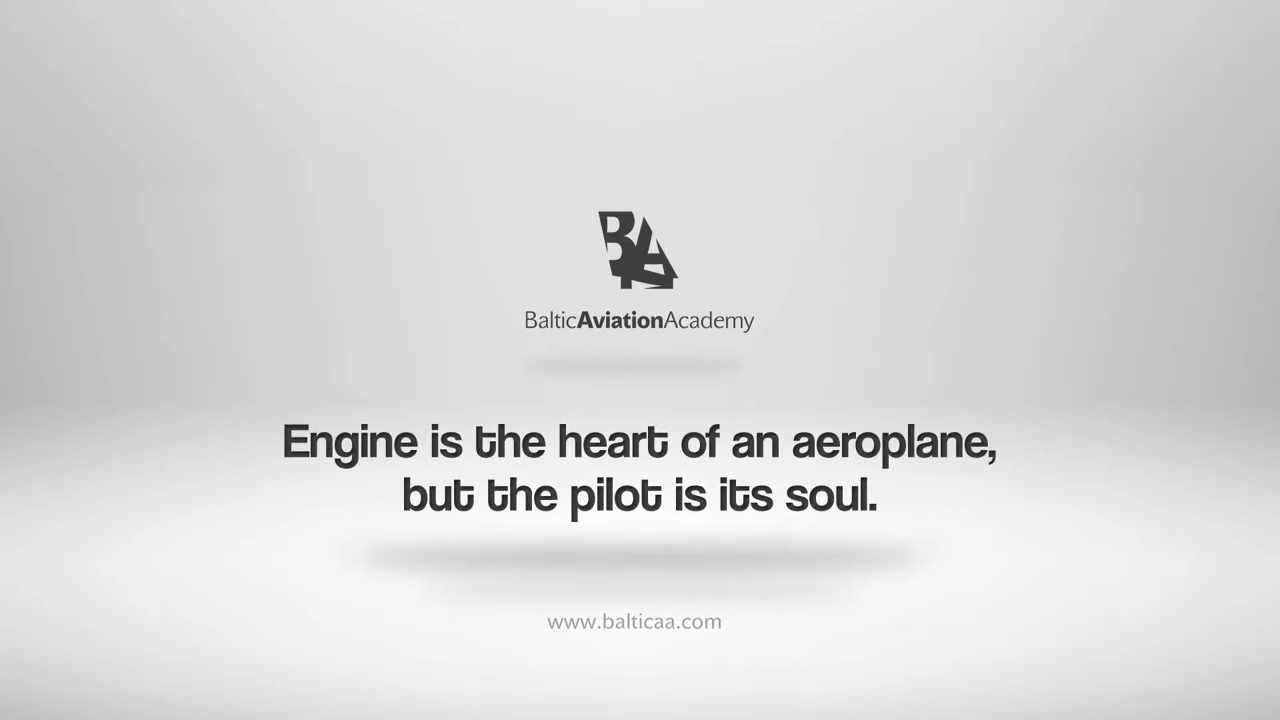 BA
BalticAviationAcademy
Engine is the heart of an aeroplane,
but the pilot is its soul.
www.balticaa.com